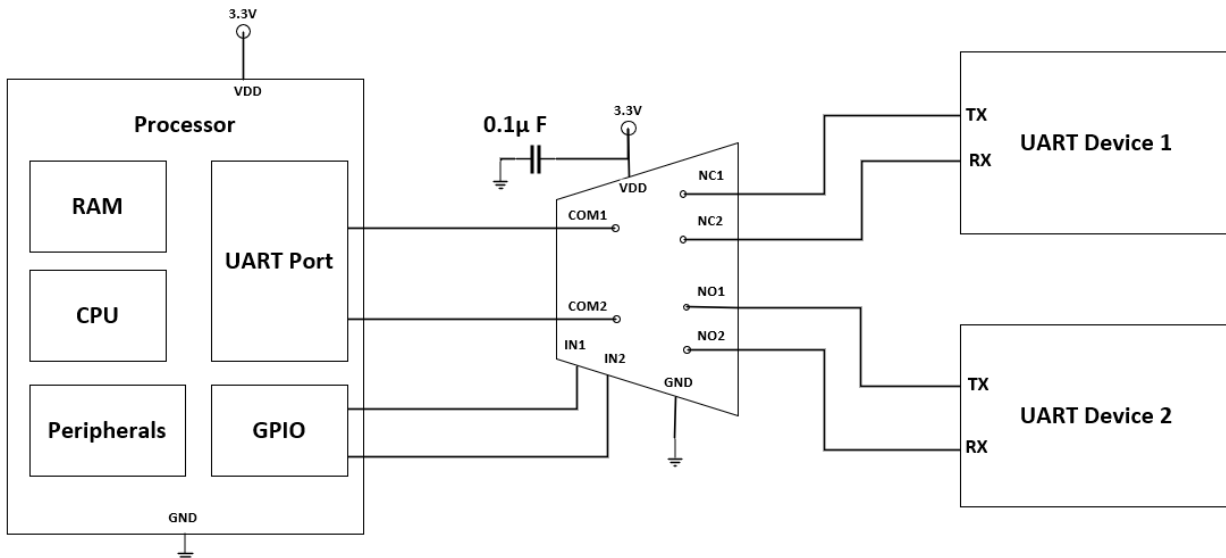 3.3V
VDD
Processor
RAM
CPU
Peripherals
UART Port
GPIO
GND
0.1µ F
3.3V
VDD
COM1
COM2
IN1
IN2
NC1
NC2
NO1
NO2
GND
TX
RX
UART Device 1
TX
RX
UART Device 2